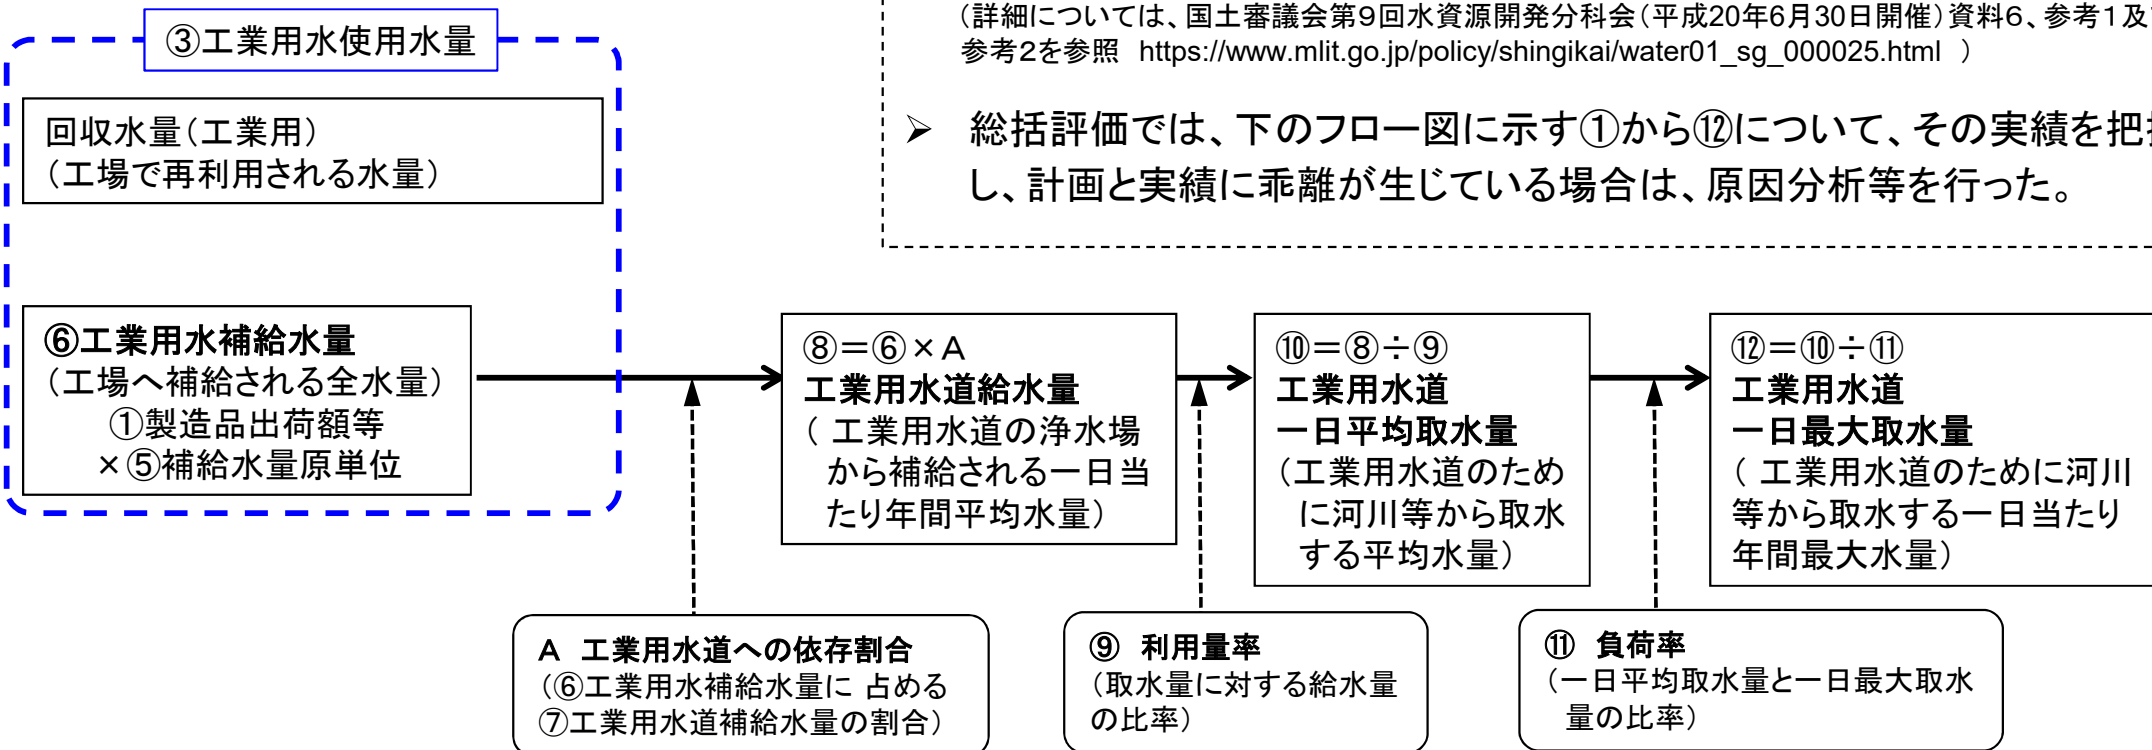 ③工業用水使用水量
回収水量（工業用）
（工場で再利用される水量）
（詳細については、国土審議会第９回水資源開発分科会（平成20年6月30日開催）資料６、参考１及
参考２を参照 https://www.mlit.go.jp/policy/shingikai/water01_sg_000025.html ）
➢ 総括評価では、下のフロー図に示す①から⑫について、その実績を把
し、計画と実績に乖離が生じている場合は、原因分析等を行った。
⑥工業用水補給水量
（工場へ補給される全水量）
①製造品出荷額等
×⑤補給水量原単位
⑧＝⑥×Ａ
工業用水道給水量
（ 工業用水道の浄水場
から補給される一日当
たり年間平均水量）
⑩＝⑧÷⑨
工業用水道
一日平均取水量
（工業用水道のため
に河川等から取水
する平均水量）
⑫＝⑩÷⑪
工業用水道
一日最大取水量
（ 工業用水道のために河川
等から取水する一日当たり
年間最大水量）
Ａ 工業用水道への依存割合
（⑥工業用水補給水量に 占める
⑦工業用水道補給水量の割合）
⑨ 利用量率
（取水量に対する給水量
の比率）
⑪ 負荷率
（一日平均取水量と一日最大取水
量の比率）